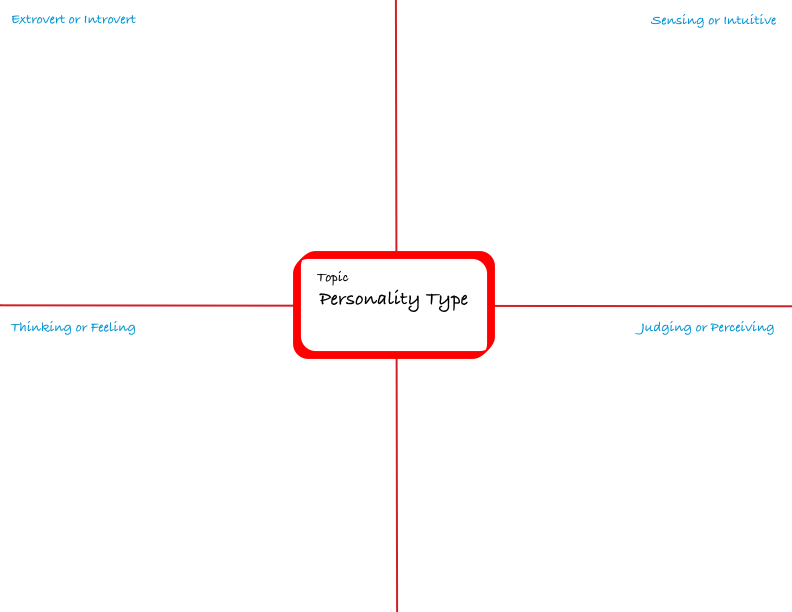 Extrovert or Introvert
Sensing or Intuitive
Topic
Personality Type
Thinking or Feeling
Judging or Perceiving